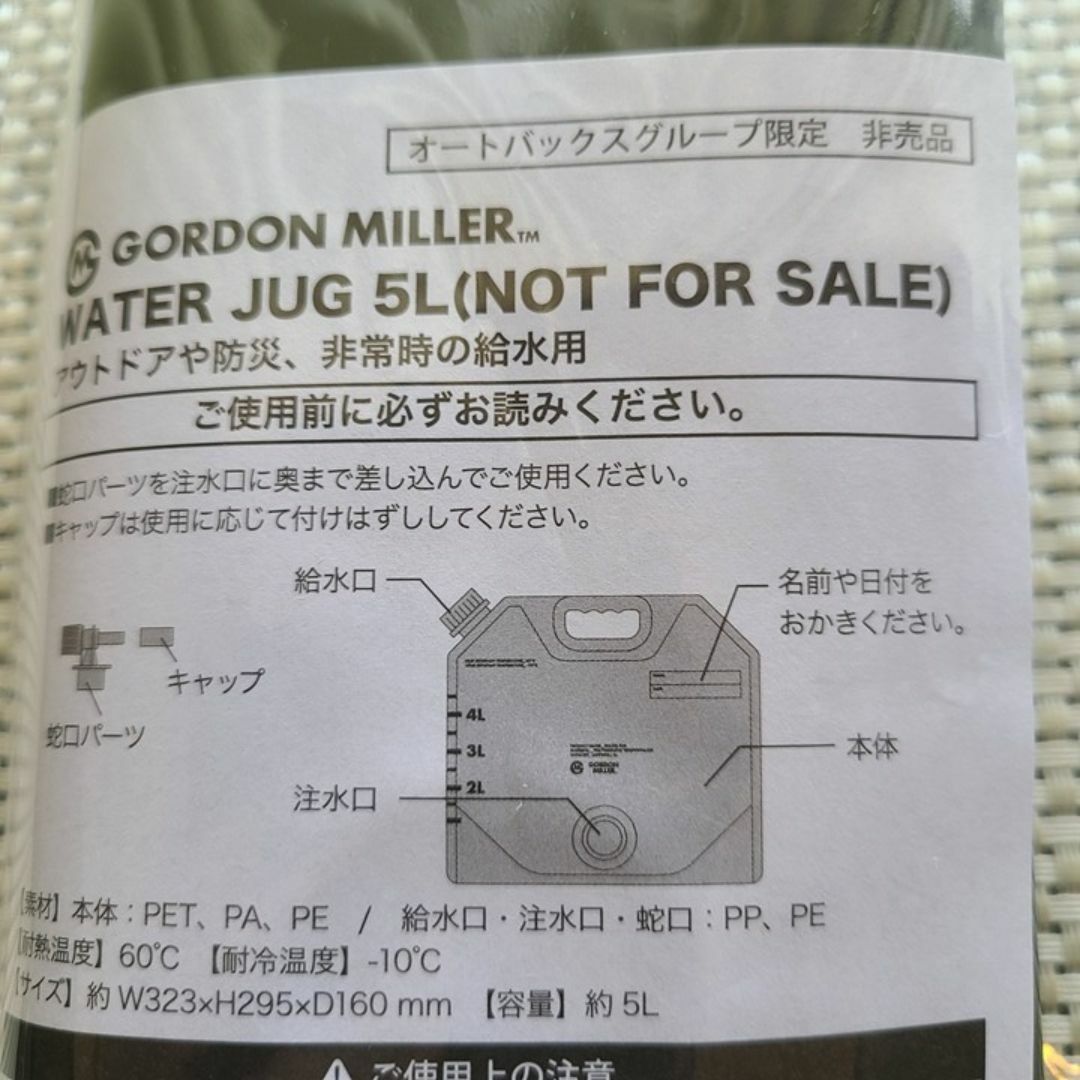 オートバックスグループ限定 非売品
GORDON MILLER™
WATER JUG 5L(NOT FOR SALE)
アウトドアや防災、非常時の給水用
ご使用前に必ずお読みください。
■蛇口パーツを注水口に奥まで差し込んでご使用ください。
■キャップは使用に応じて付けはずししてください。
給水口
名前や日付を
おかきください。
キャップ
蛇口パーツ
4L
3L
2L
本体
GORDON
MILLER
注水口
【素材】本体：PET、PA、PE / 給水口・注水口・蛇口：PP、PE
【耐熱温度】60℃ 【耐冷温度】-10℃
【サイズ】約 W323×H295×D160 mm 【容量】約 5L
ご使用上の注意